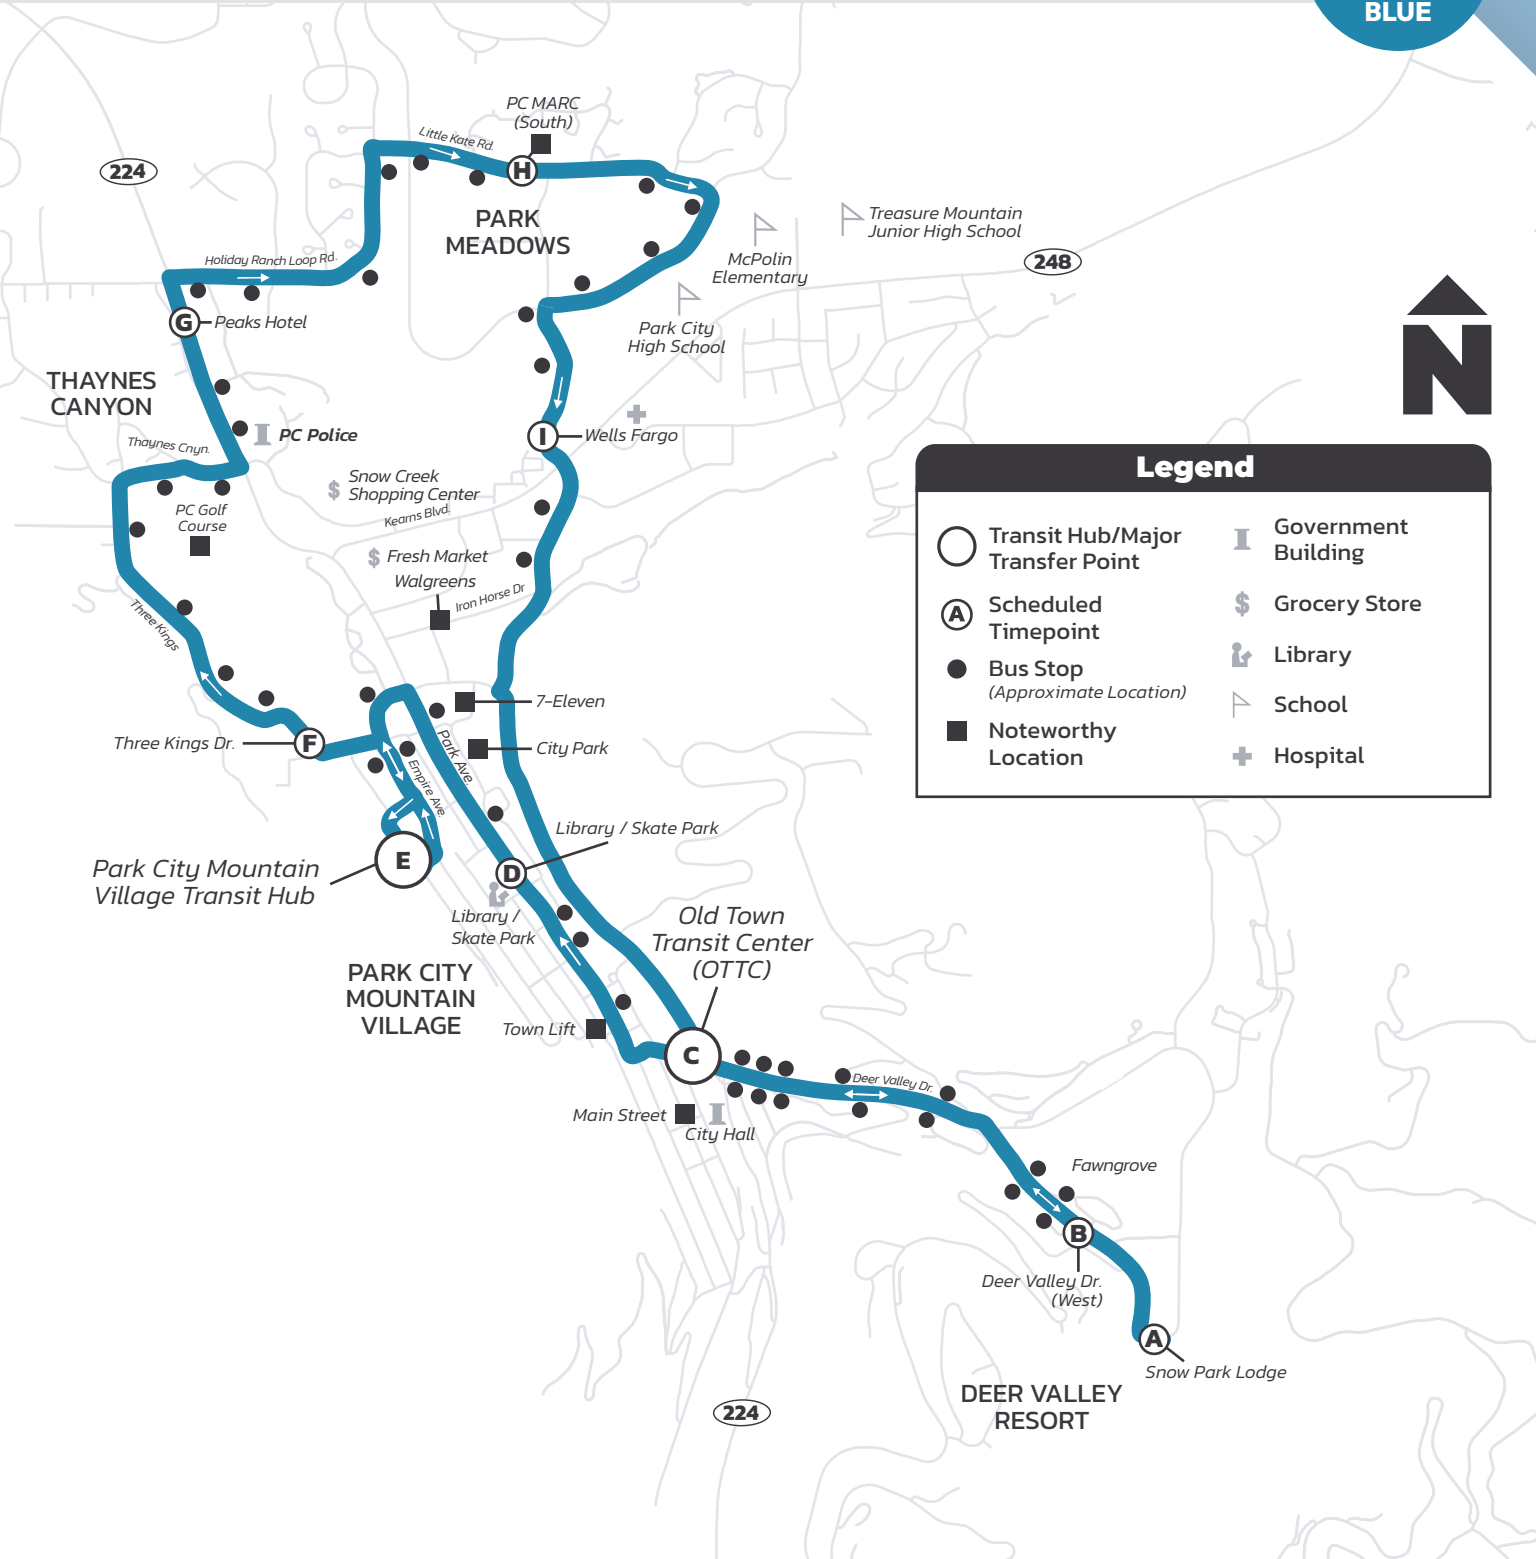 BLUE
PC MARC
(South)
Little Kate Rd.
H
224
PARK
MEADOWS
Treasure Mountain
Junior High School
McPolin
Elementary
248
Holiday Ranch Loop Rd.
G
Peaks Hotel
Park City
High School
N
THAYNES
CANYON
PC Police
I
Wells Fargo
Thaynes Cnyn.
Snow Creek
Shopping Center
$
Kearns Blvd.
PC Golf
Course
$
Fresh Market
Walgreens
Iron Horse Dr
Three Kings
7-Eleven
Three Kings Dr.
F
City Park
Park Ave.
Empire Ave.
Library / Skate Park
E
D
Park City Mountain
Village Transit Hub
Library /
Skate Park
Old Town
Transit Center
(OTTC)
PARK CITY
MOUNTAIN
VILLAGE
Town Lift
C
Deer Valley Dr.
Main Street
City Hall
Fawngrove
B
Deer Valley Dr.
(West)
A
Snow Park Lodge
DEER VALLEY
RESORT
224
Legend
Transit Hub/Major
Transfer Point
A
Scheduled
Timepoint
Bus Stop
(Approximate Location)
Noteworthy
Location
Government
Building
$
Grocery Store
Library
School
Hospital